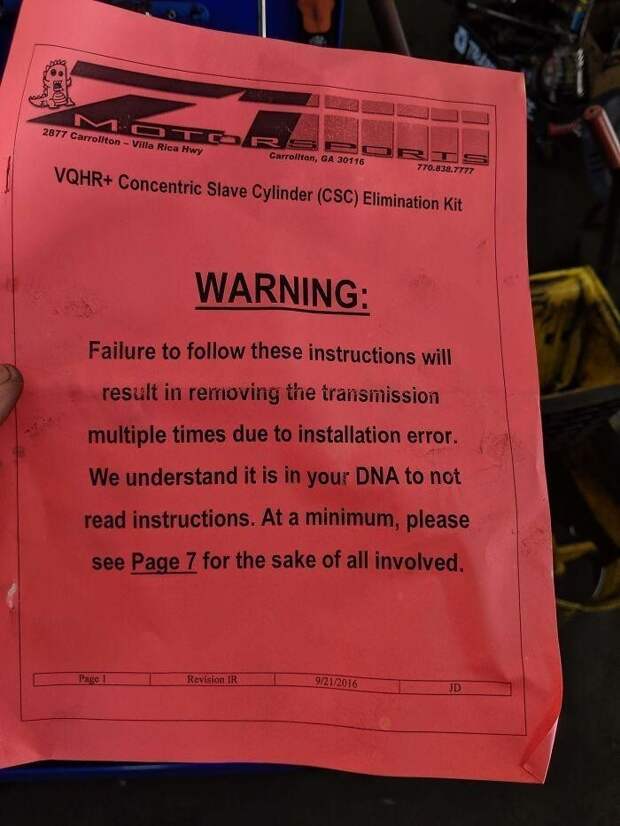 Z1 MOTORSPORTS
2877 Carrollton - Villa Rica Hwy
Carrollton, GA 30116
770.838.7777
VQHR+ Concentric Slave Cylinder (CSC) Elimination Kit
WARNING:
Failure to follow these instructions will
result in removing the transmission
multiple times due to installation error.
We understand it is in your DNA to not
read instructions. At a minimum, please
see Page 7 for the sake of all involved.
Page 1 Revision IR 9/21/2016 JD